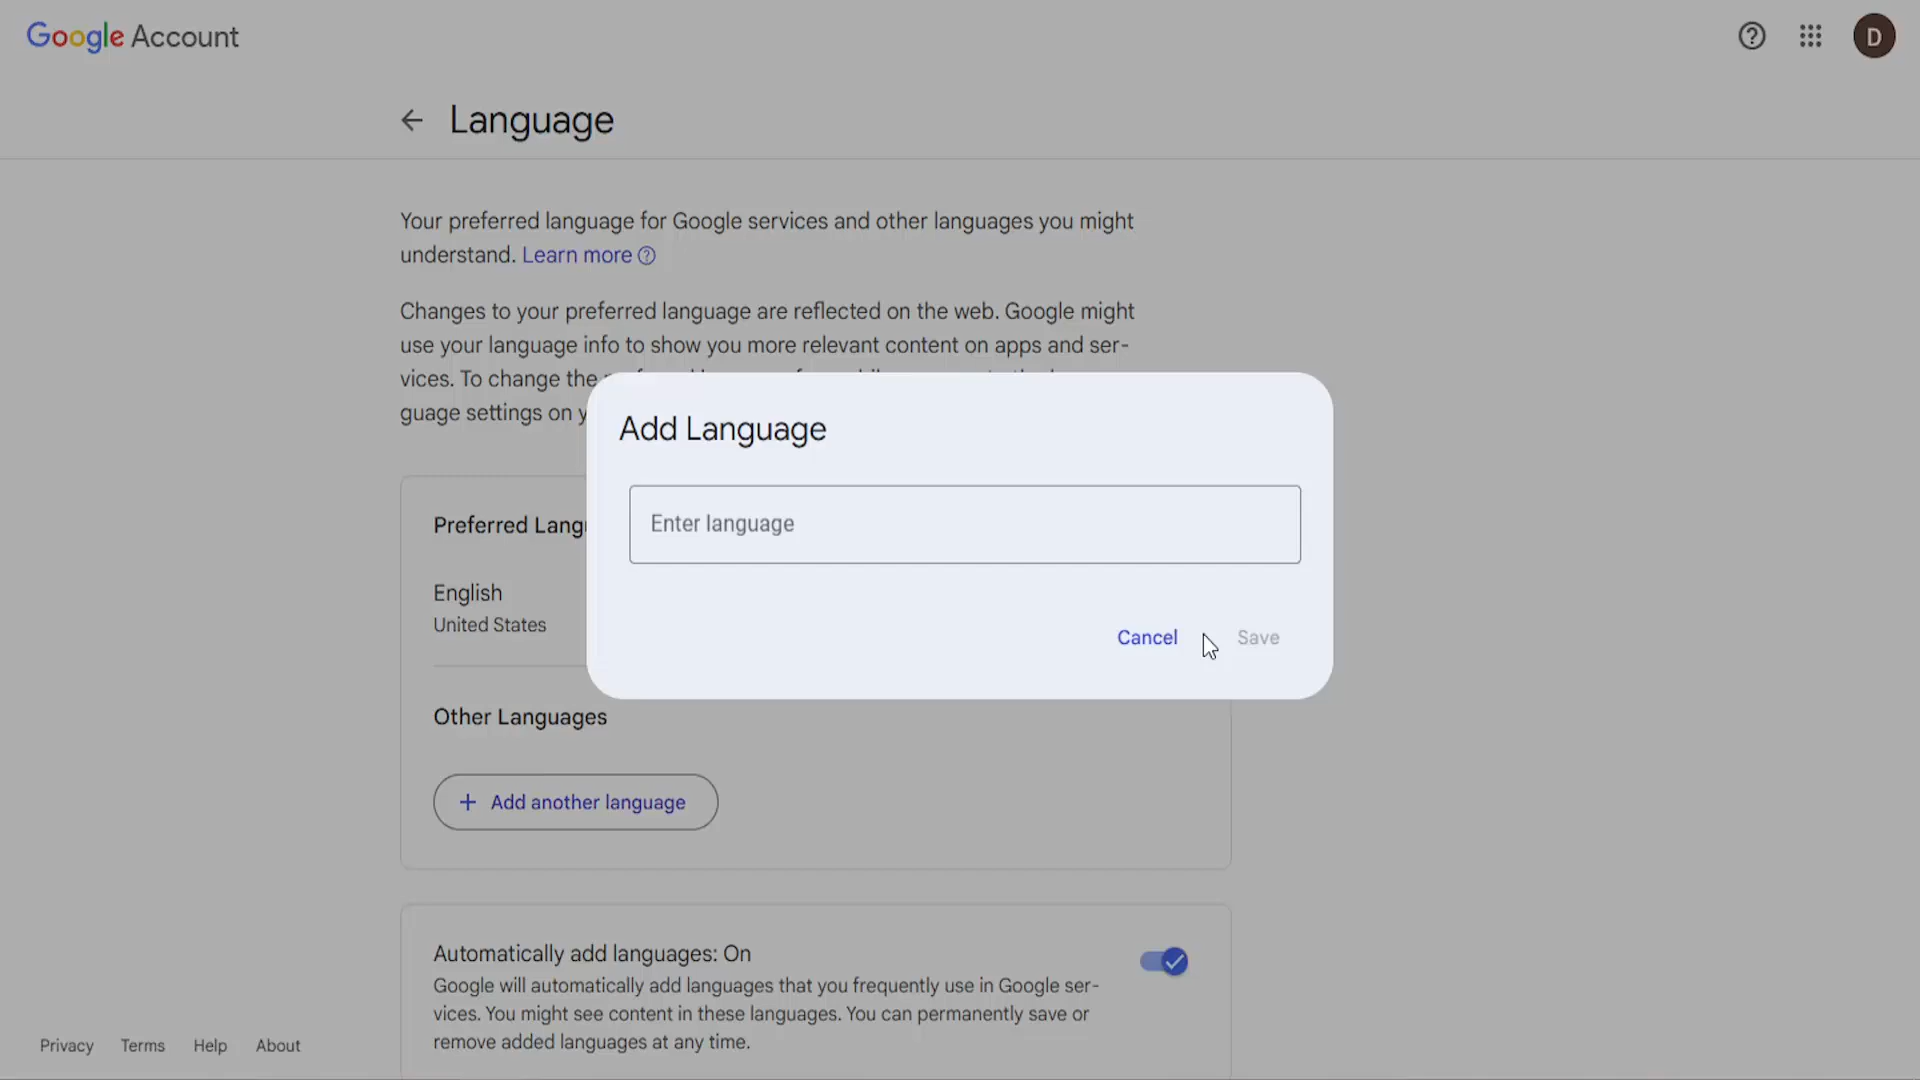 Google Account
D
Language
Your preferred language for Google services and other languages you might
understand. Learn more
Changes to your preferred language are reflected on the web. Google might
use your language info to show you more relevant content on apps and ser-
vices. To change the
guage settings on
Add Language
Enter language
Cancel
Save
Preferred
English
United States
Other Languages
+ Add another language
Automatically add languages: On
Google will automatically add languages that you frequently use in Google ser-
vices. You might see content in these languages. You can permanently save or
remove added languages at any time.
Privacy
Terms
Help
About